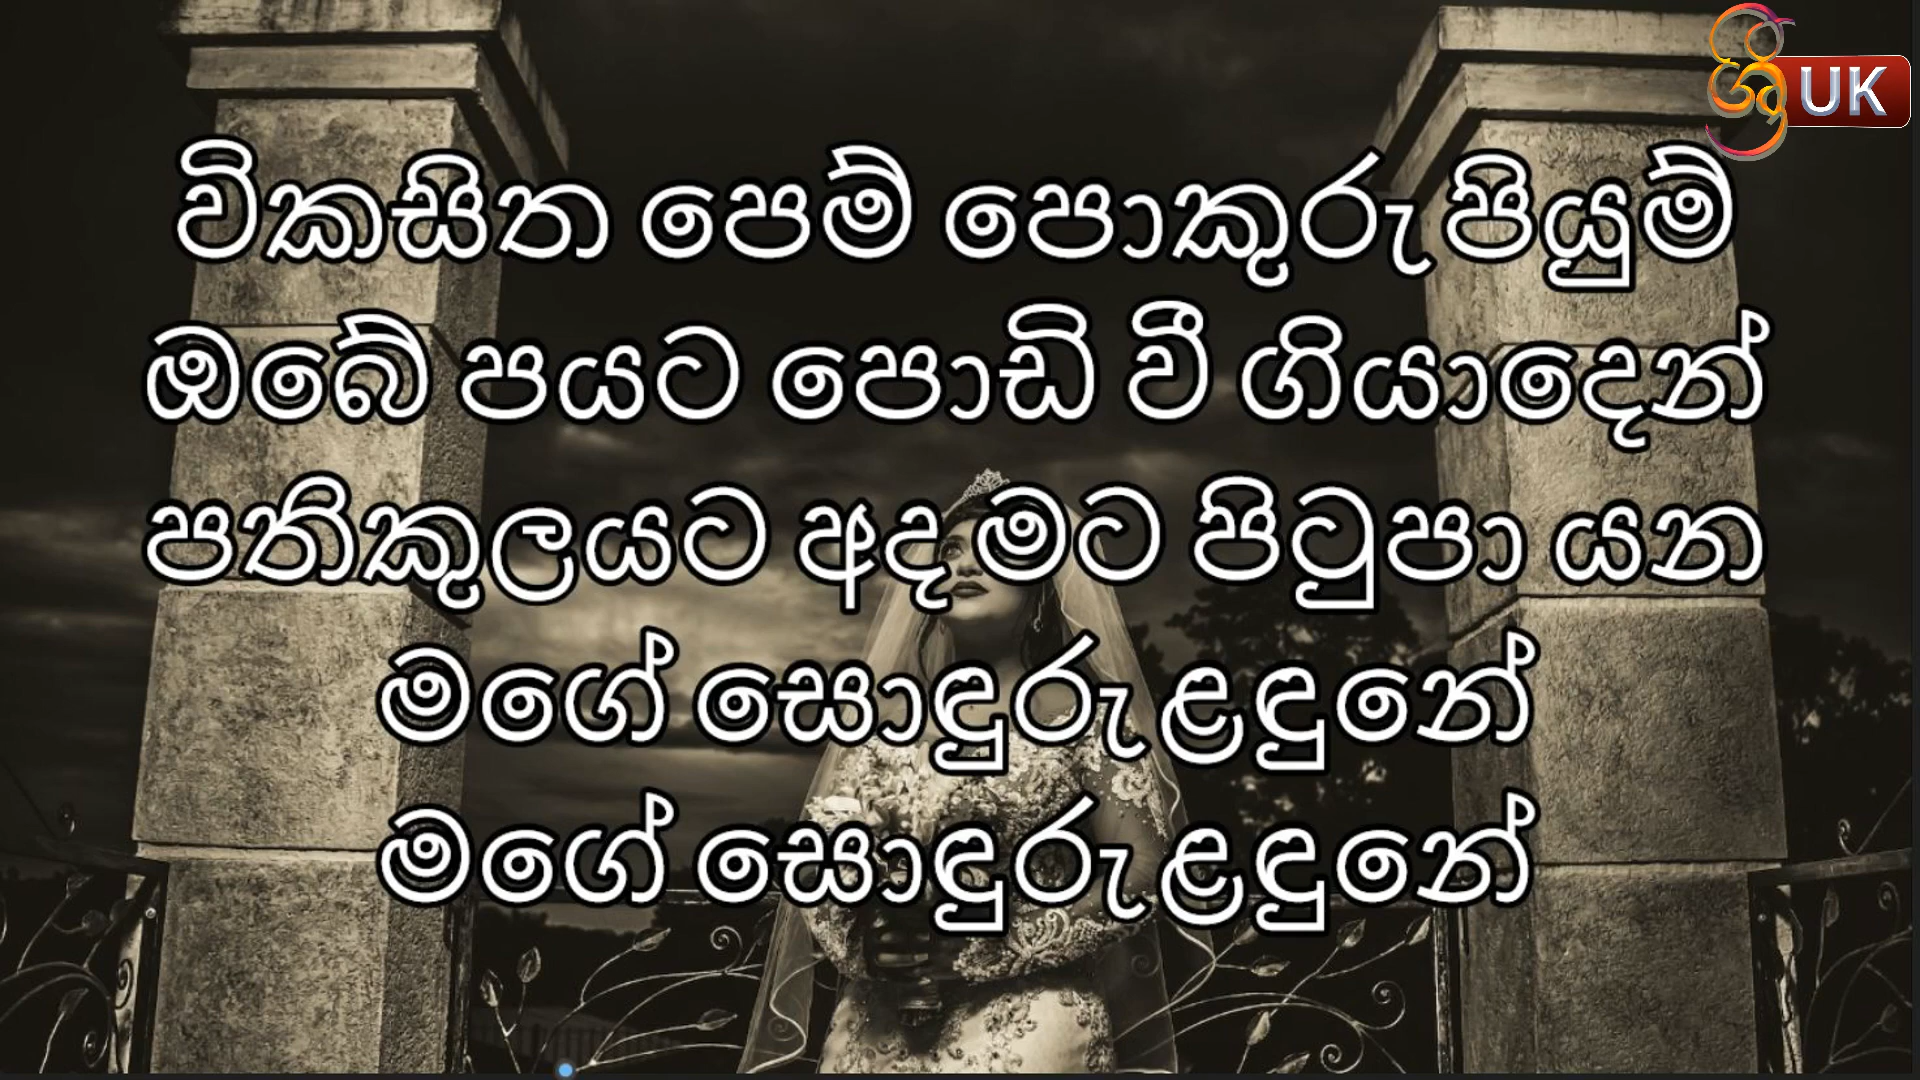 ශ්‍රී UK
විකසිත පෙම් පොකුරු පියුම්
ඔබේ පයට පොඩි වී ගියාදෙන්
පතිකුලයට අද මට පිටුපා යන
මගේ සොඳුරු ළඳුනේ
මගේ සොඳුරු ළඳුනේ